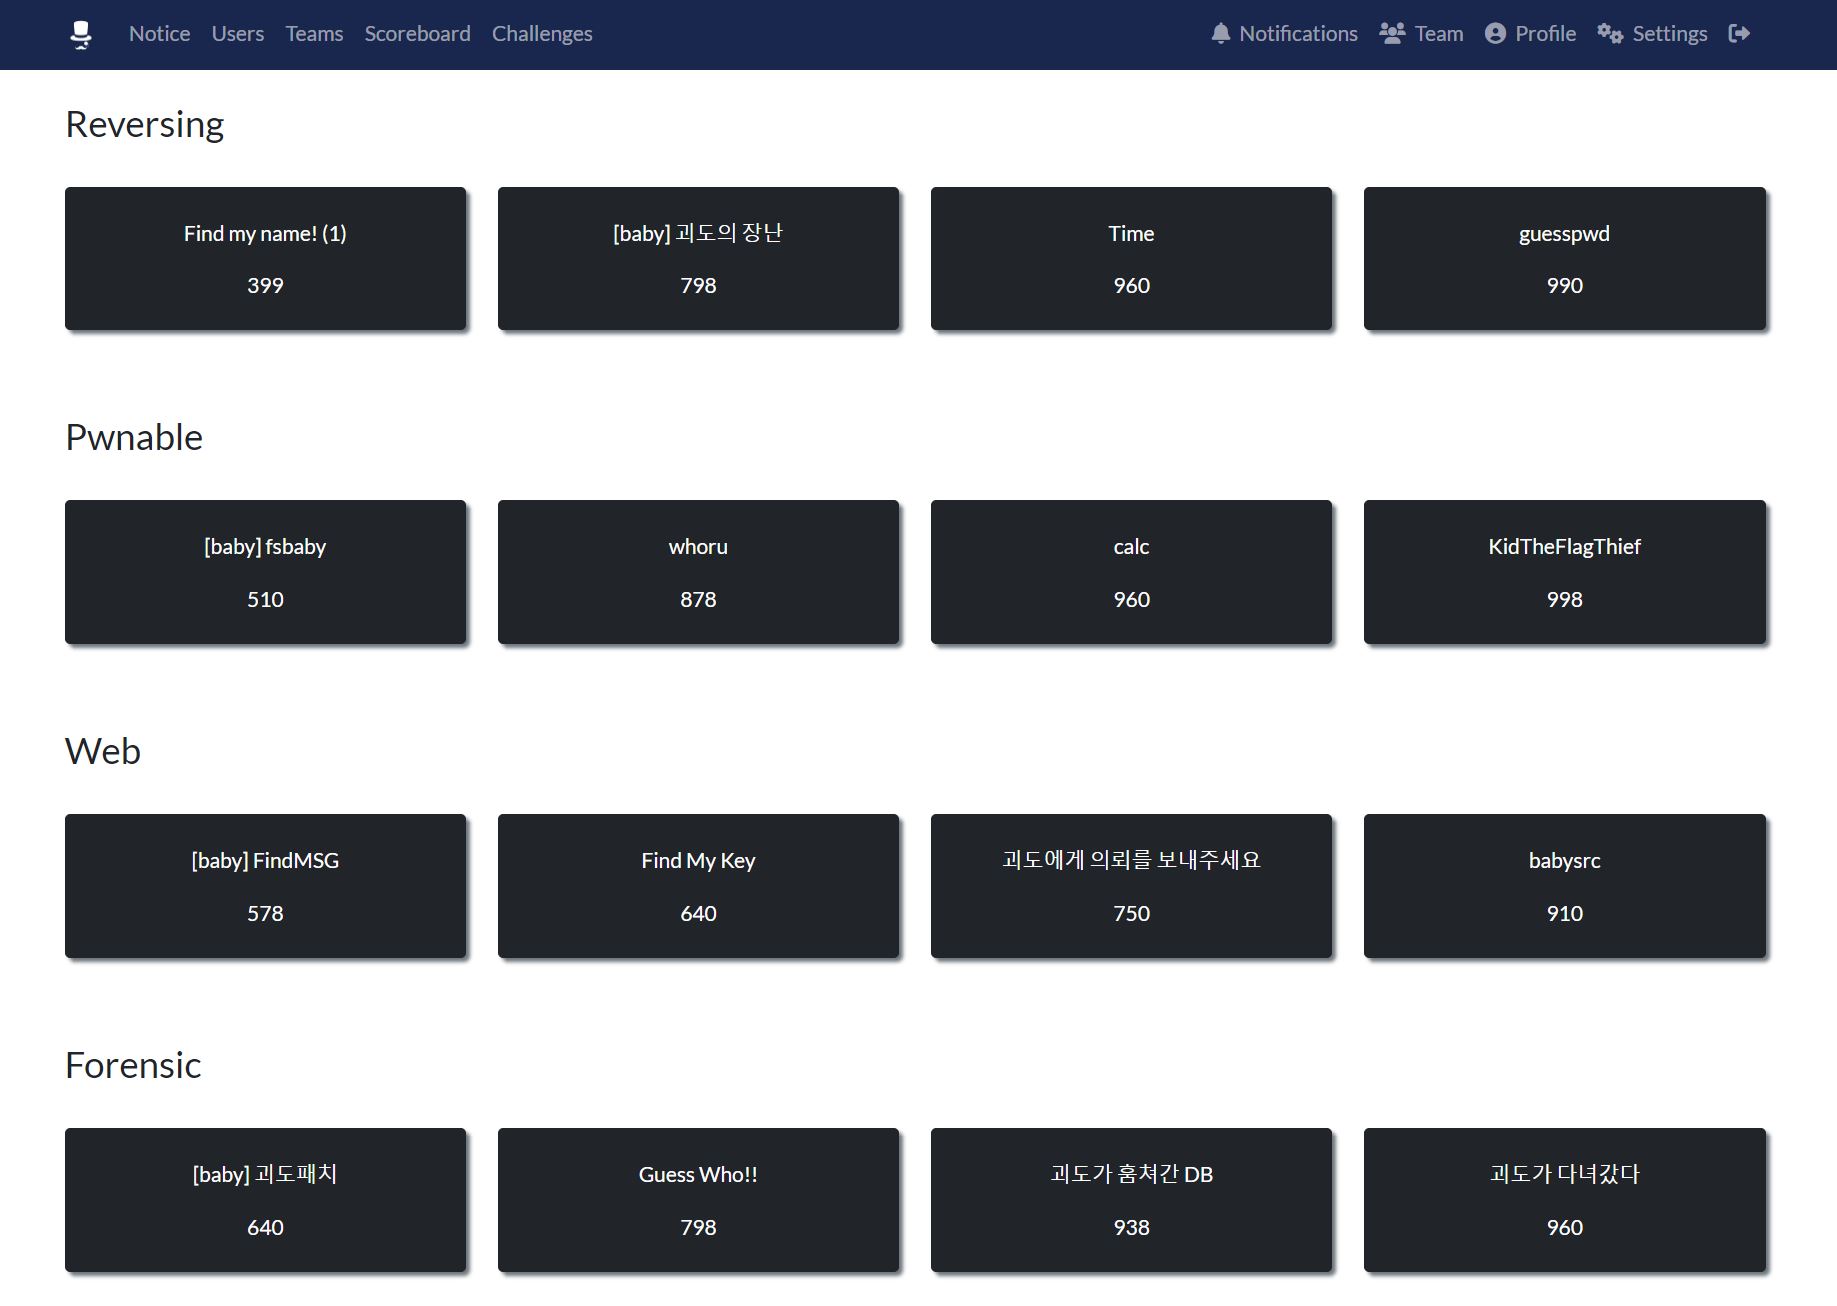 Notice Users Teams Scoreboard Challenges Notifications Team Profile Settings
Reversing
Find my name! (1)
399
[baby] 괴도의 장난
798
Time
960
guesspwd
990
Pwnable
[baby] fsbaby
510
whoru
878
calc
960
KidTheFlagThief
998
Web
[baby] FindMSG
578
Find My Key
640
괴도에게 의뢰를 보내주세요
750
babysrc
910
Forensic
[baby] 괴도패치
640
Guess Who!!
798
괴도가 훔쳐간 DB
938
괴도가 다녀갔다
960